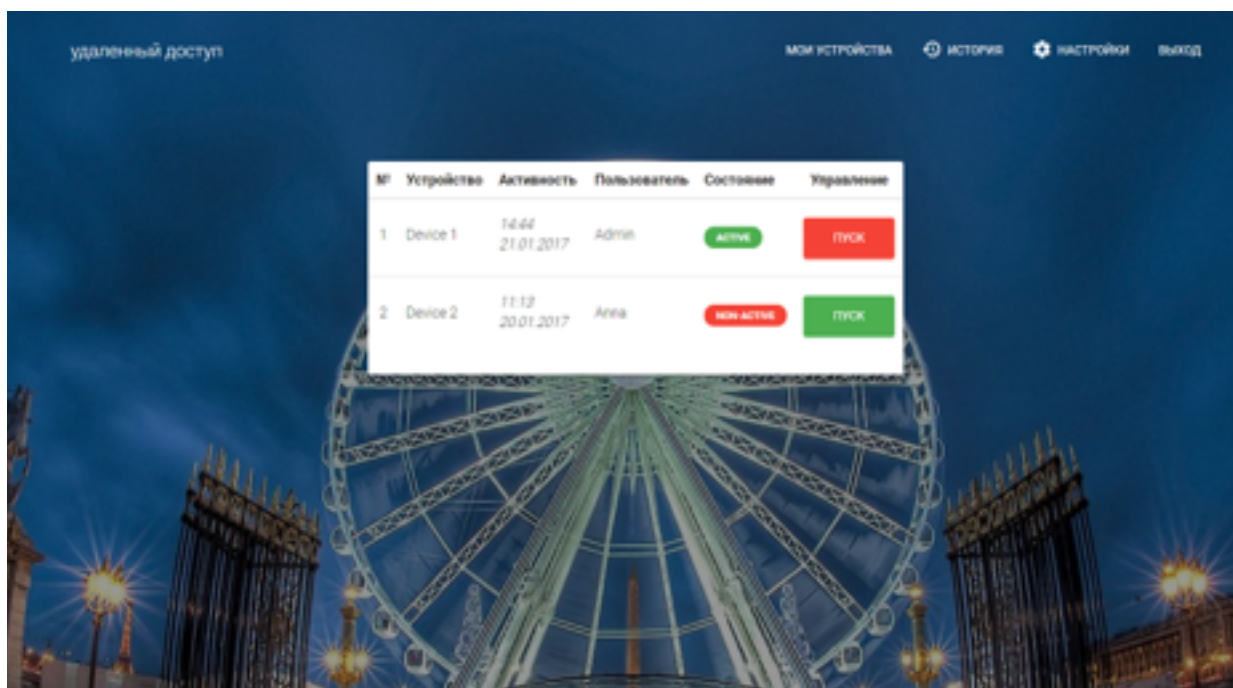 удаленный доступ
МОИ УСТРОЙСТВА ИСТОРИЯ НАСТРОЙКИ ВЫХОД
№ Устройство Активность Пользователь Состояние Управление
1 Device 1 14:44 21.01.2017 Admin ACTIVE ПУСК
2 Device 2 11:13 20.01.2017 Anna NON-ACTIVE ПУСК